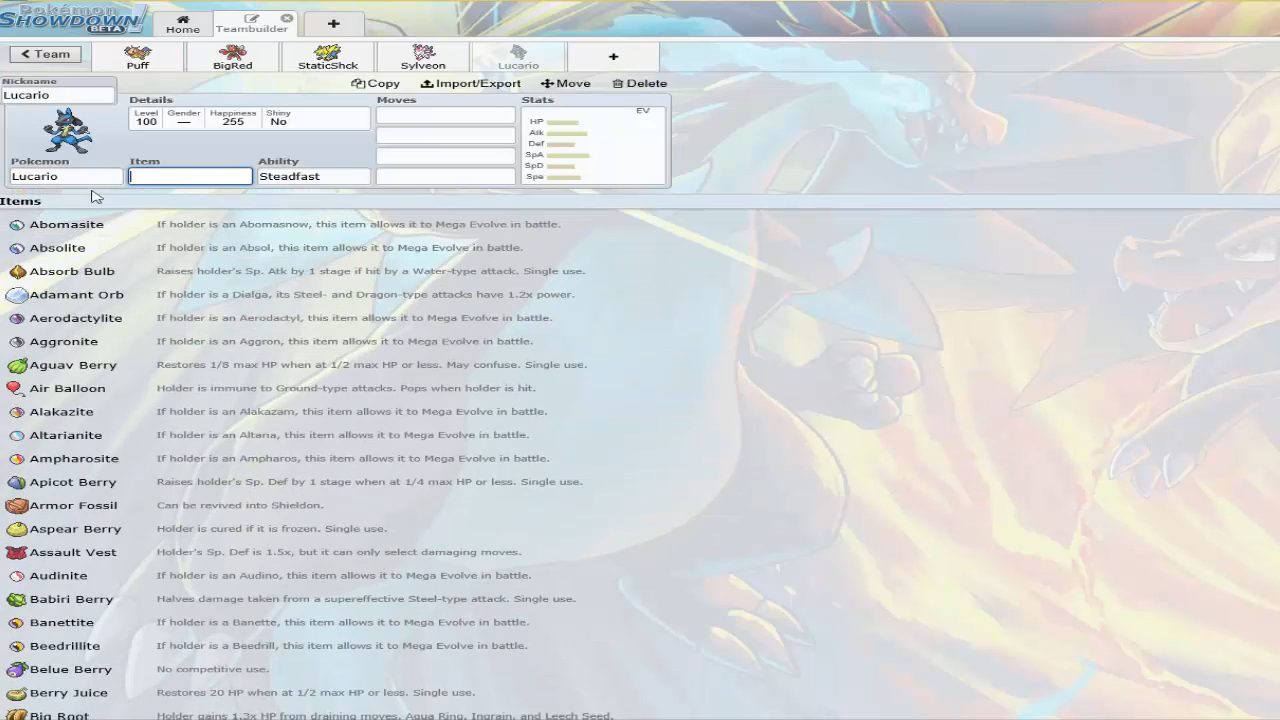 Pokémon
SHOWDOWN!
BETA
Home
Teambuilder
+
< Team
Puff
BigRed
StaticShck
Sylveon
Lucario
+
Nickname
Lucario
Copy
Import/Export
Move
Delete
Details
Moves
Stats
Level
Gender
Happiness
Shiny
100
—
255
No
EV
HP
Atk
Def
SpA
SpD
Spe
Pokemon
Item
Ability
Lucario
Steadfast
Items
Abomasite If holder is an Abomasnow, this item allows it to Mega Evolve in battle.
Absolite If holder is an Absol, this item allows it to Mega Evolve in battle.
Absorb Bulb Raises holder's Sp. Atk by 1 stage if hit by a Water-type attack. Single use.
Adamant Orb If holder is a Dialga, its Steel- and Dragon-type attacks have 1.2x power.
Aerodactylite If holder is an Aerodactyl, this item allows it to Mega Evolve in battle.
Aggronite If holder is an Aggron, this item allows it to Mega Evolve in battle.
Aguav Berry Restores 1/8 max HP when at 1/2 max HP or less. May confuse. Single use.
Air Balloon Holder is immune to Ground-type attacks. Pops when holder is hit.
Alakazite If holder is an Alakazam, this item allows it to Mega Evolve in battle.
Altarianite If holder is an Altaria, this item allows it to Mega Evolve in battle.
Ampharosite If holder is an Ampharos, this item allows it to Mega Evolve in battle.
Apicot Berry Raises holder's Sp. Def by 1 stage when at 1/4 max HP or less. Single use.
Armor Fossil Can be revived into Shieldon.
Aspear Berry Holder is cured if it is frozen. Single use.
Assault Vest Holder's Sp. Def is 1.5x, but it can only select damaging moves.
Audinite If holder is an Audino, this item allows it to Mega Evolve in battle.
Babiri Berry Halves damage taken from a supereffective Steel-type attack. Single use.
Banettite If holder is a Banette, this item allows it to Mega Evolve in battle.
Beedrillite If holder is a Beedrill, this item allows it to Mega Evolve in battle.
Belue Berry No competitive use.
Berry Juice Restores 20 HP when at 1/2 max HP or less. Single use.
Big Root Holder gains 1.3x HP from draining moves, Aqua Ring, Ingrain, and Leech Seed.